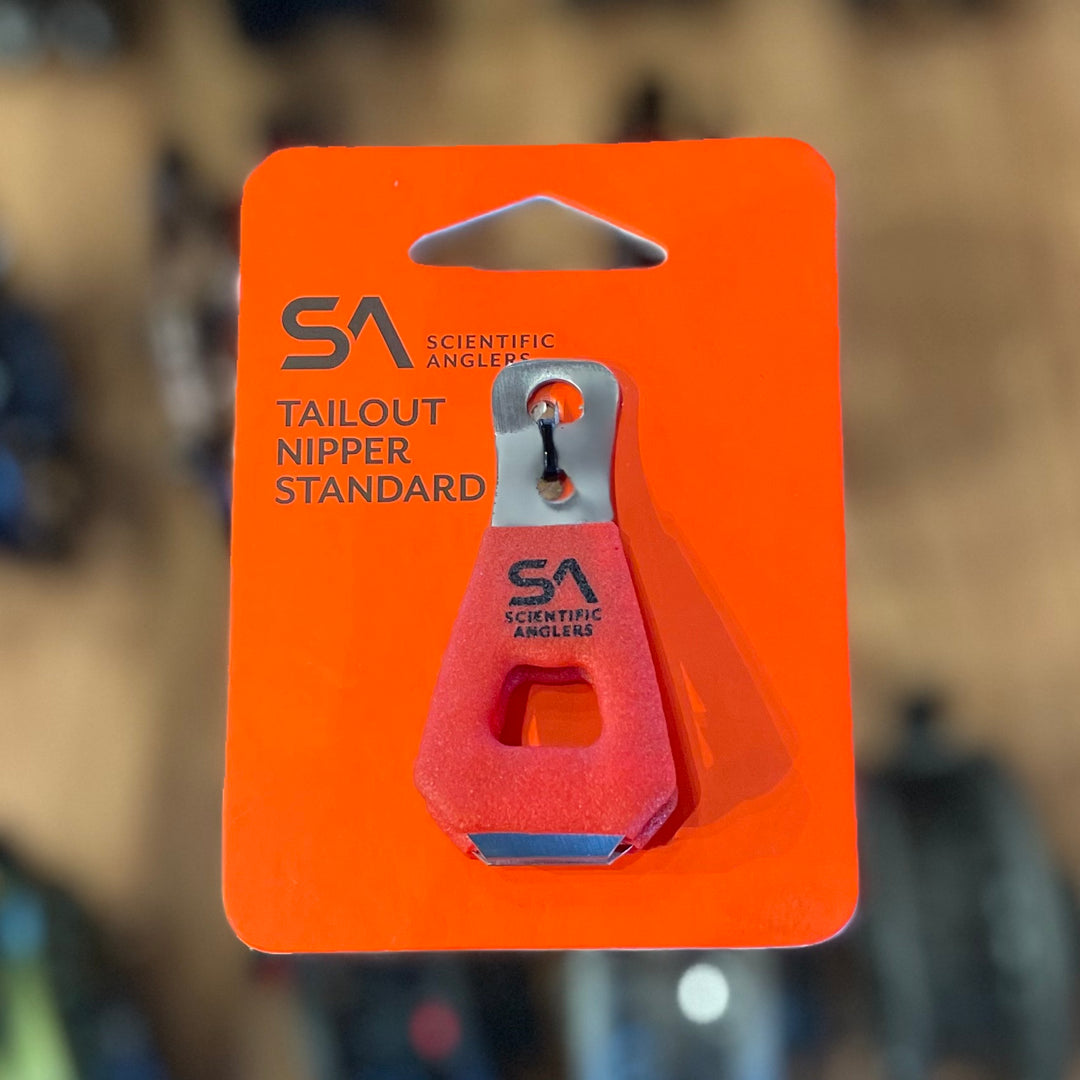 SA
SCIENTIFIC
ANGLERS
TAILOUT
NIPPER
STANDARD
SA
SCIENTIFIC
ANGLERS